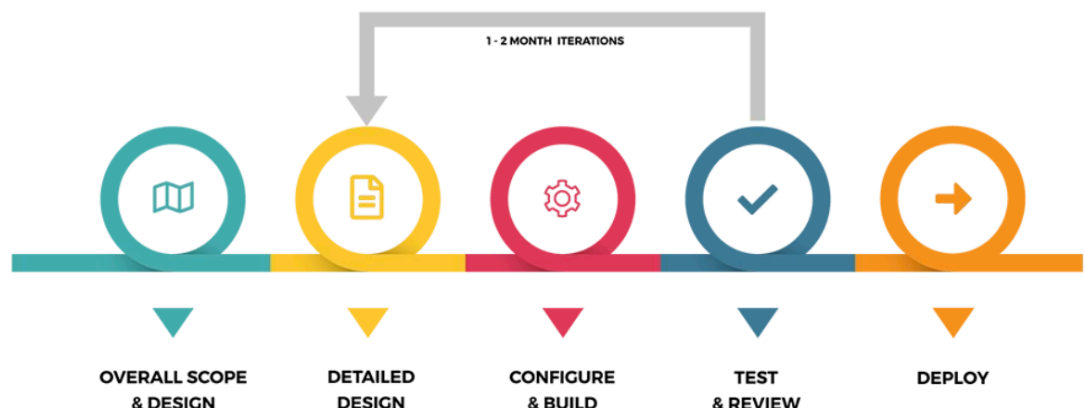 1 - 2 MONTH ITERATIONS
OVERALL SCOPE
& DESIGN
DETAILED
DESIGN
CONFIGURE
& BUILD
TEST
& REVIEW
DEPLOY